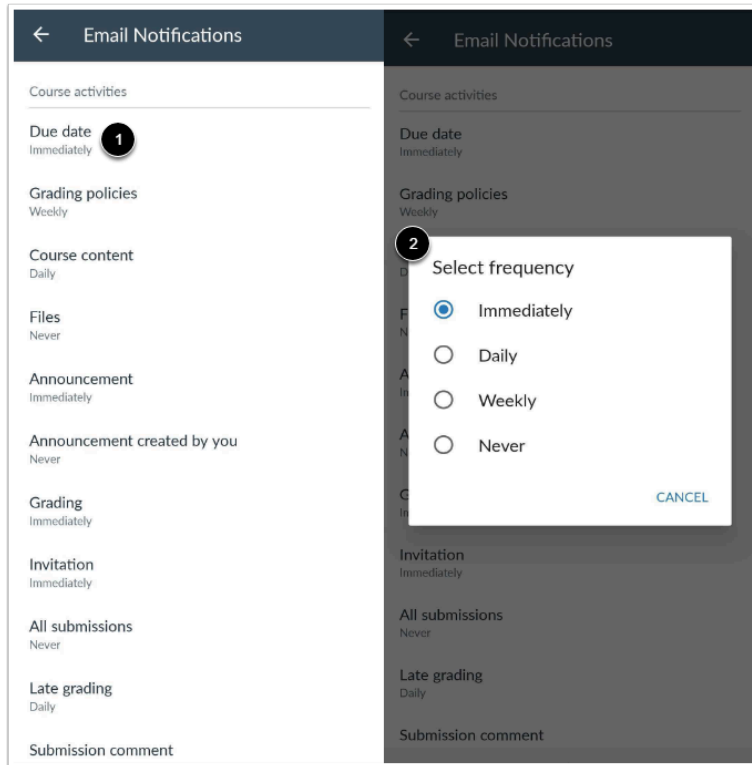 Email Notifications
Course activities
Due date
1
Immediately
Grading policies
Weekly
Course content
Daily
Files
Never
Announcement
Immediately
Announcement created by you
Never
Grading
Immediately
Invitation
Immediately
All submissions
Never
Late grading
Daily
Submission comment
Email Notifications
Course activities
Due date
Immediately
Grading policies
Weekly
2
Select frequency
Immediately
Daily
Weekly
Never
CANCEL
Invitation
Immediately
All submissions
Never
Late grading
Daily
Submission comment